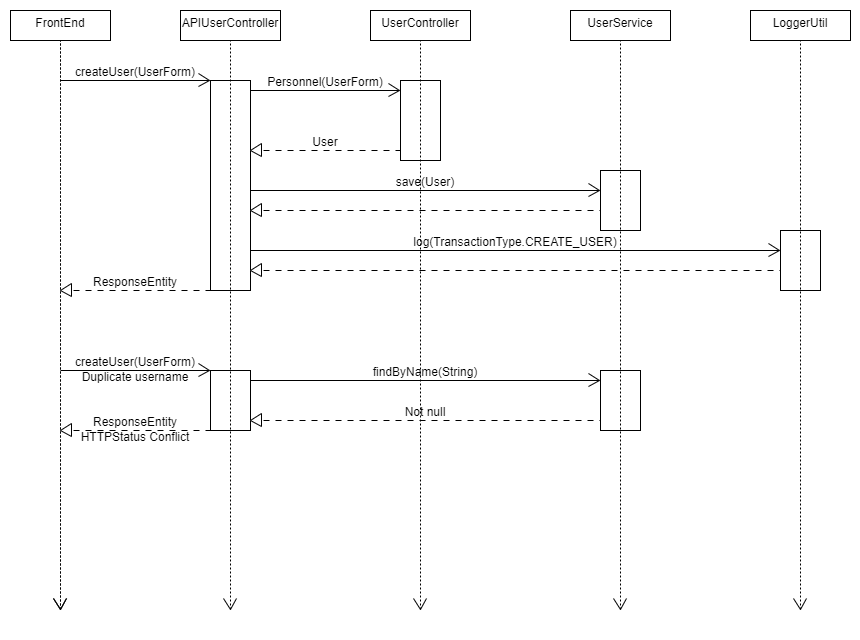 FrontEnd
APIUserController
UserController
UserService
LoggerUtil
createUser(UserForm)
Personnel(UserForm)
User
save(User)
log(TransactionType.CREATE_USER)
ResponseEntity
createUser(UserForm)
Duplicate username
findByName(String)
Not null
ResponseEntity
HTTPStatus Conflict